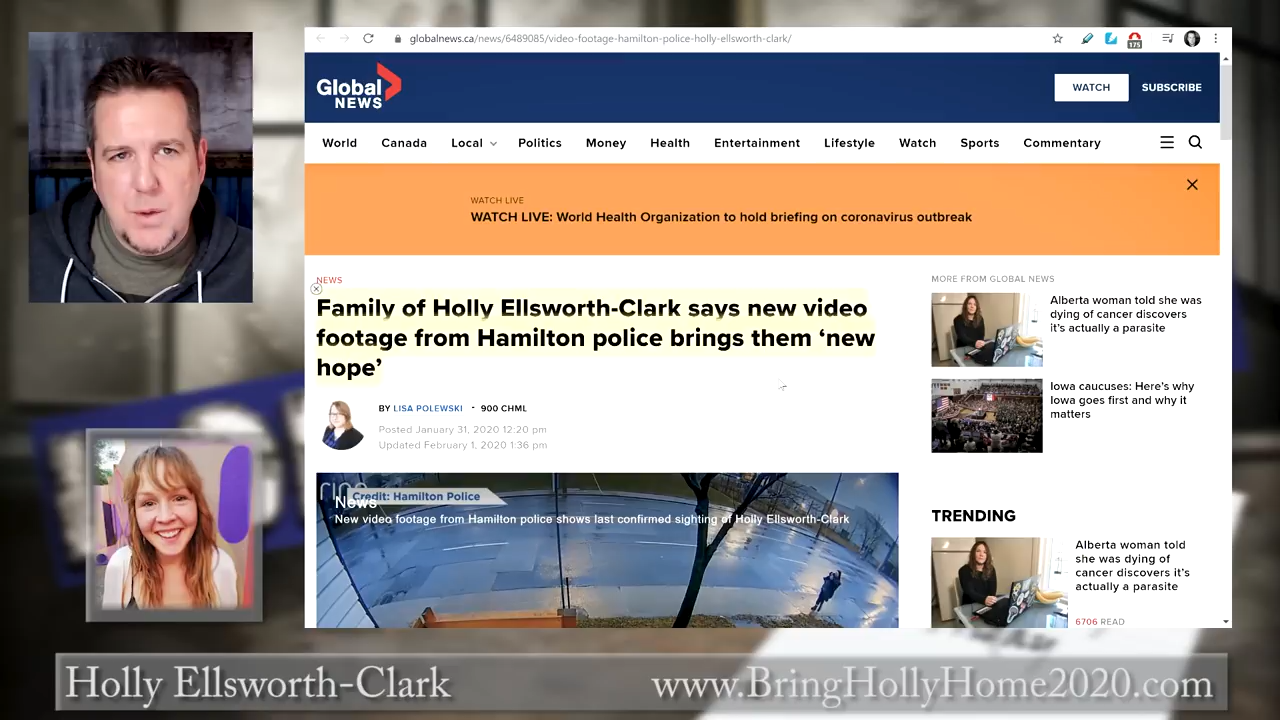 globalnews.ca/news/6489085/video-footage-hamilton-police-holly-ellsworth-clark/
175
Global
NEWS
WATCH
SUBSCRIBE
World Canada Local Politics Money Health Entertainment Lifestyle Watch Sports Commentary
WATCH LIVE
WATCH LIVE: World Health Organization to hold briefing on coronavirus outbreak
NEWS
Family of Holly Ellsworth-Clark says new video
footage from Hamilton police brings them ‘new
hope’
BY LISA POLEWSKI · 900 CHML
Posted January 31, 2020 12:20 pm
Updated February 1, 2020 1:36 pm
ring
Credit: Hamilton Police
News
New video footage from Hamilton police shows last confirmed sighting of Holly Ellsworth-Clark
MORE FROM GLOBAL NEWS
Alberta woman told she was
dying of cancer discovers
it’s actually a parasite
Iowa caucuses: Here’s why
Iowa goes first and why it
matters
TRENDING
Alberta woman told
she was dying of
cancer discovers it’s
actually a parasite
6706 READ
Holly Ellsworth-Clark
www.BringHollyHome2020.com